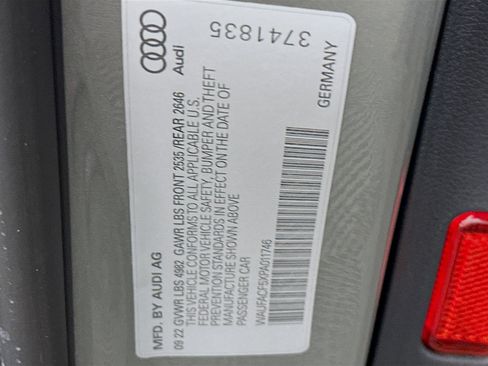 MFD. BY AUDI AG
Audi
3741835
09 22 GVWR LBS 4982 GAWR LBS FRONT 2535 /REAR 2646
THIS VEHICLE CONFORMS TO ALL APPLICABLE U.S.
FEDERAL MOTOR VEHICLE SAFETY, BUMPER AND THEFT
PREVENTION STANDARDS IN EFFECT ON THE DATE OF
MANUFACTURE SHOWN ABOVE
PASSENGER CAR
WAUFACF5XPA011746
GERMANY